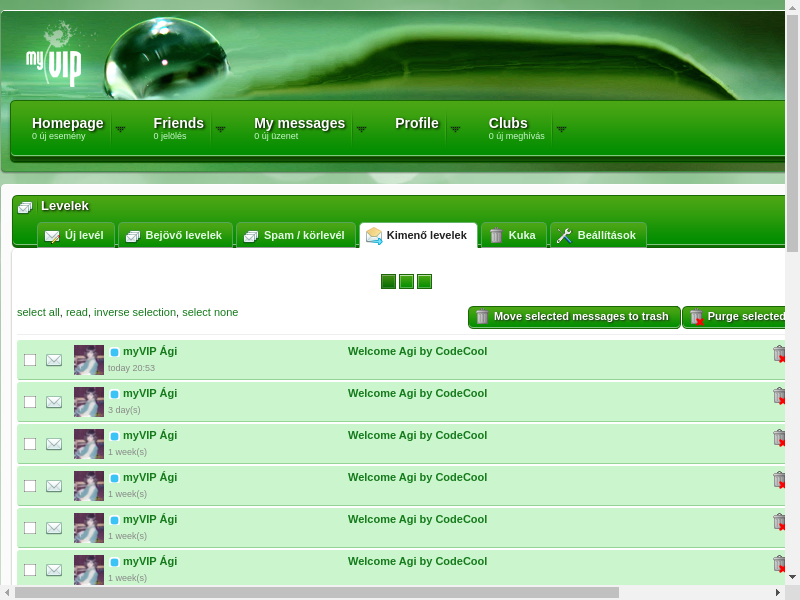 my VIP
Homepage
0 új esemény
Friends
0 jelölés
My messages
0 új üzenet
Profile
Clubs
0 új meghívás
Levelek
Új levél
Bejövő levelek
Spam / körlevél
Kimenő levelek
Kuka
Beállítások
select all, read, inverse selection, select none
Move selected messages to trash
Purge selected
myVIP Ági
Welcome Agi by CodeCool
today 20:53
myVIP Ági
Welcome Agi by CodeCool
3 day(s)
myVIP Ági
Welcome Agi by CodeCool
1 week(s)
myVIP Ági
Welcome Agi by CodeCool
1 week(s)
myVIP Ági
Welcome Agi by CodeCool
1 week(s)
myVIP Ági
Welcome Agi by CodeCool
1 week(s)